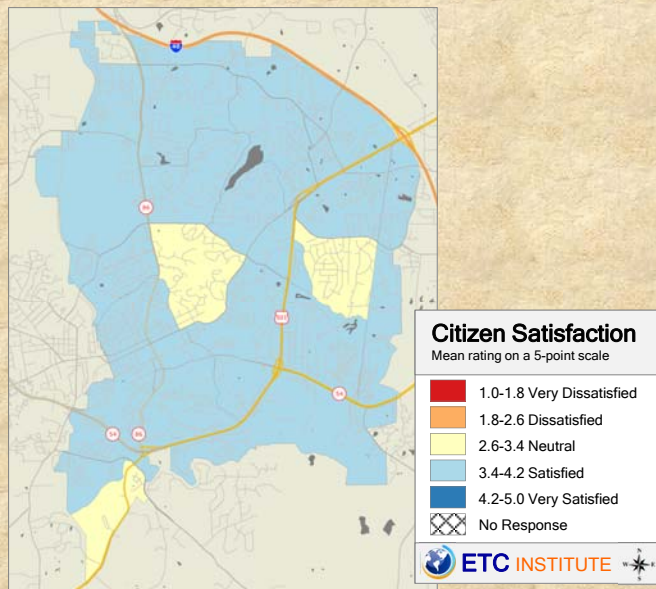 40
86
501
54
54
86
Citizen Satisfaction
Mean rating on a 5-point scale
1.0-1.8 Very Dissatisfied
1.8-2.6 Dissatisfied
2.6-3.4 Neutral
3.4-4.2 Satisfied
4.2-5.0 Very Satisfied
No Response
ETC INSTITUTE
N
W E
S